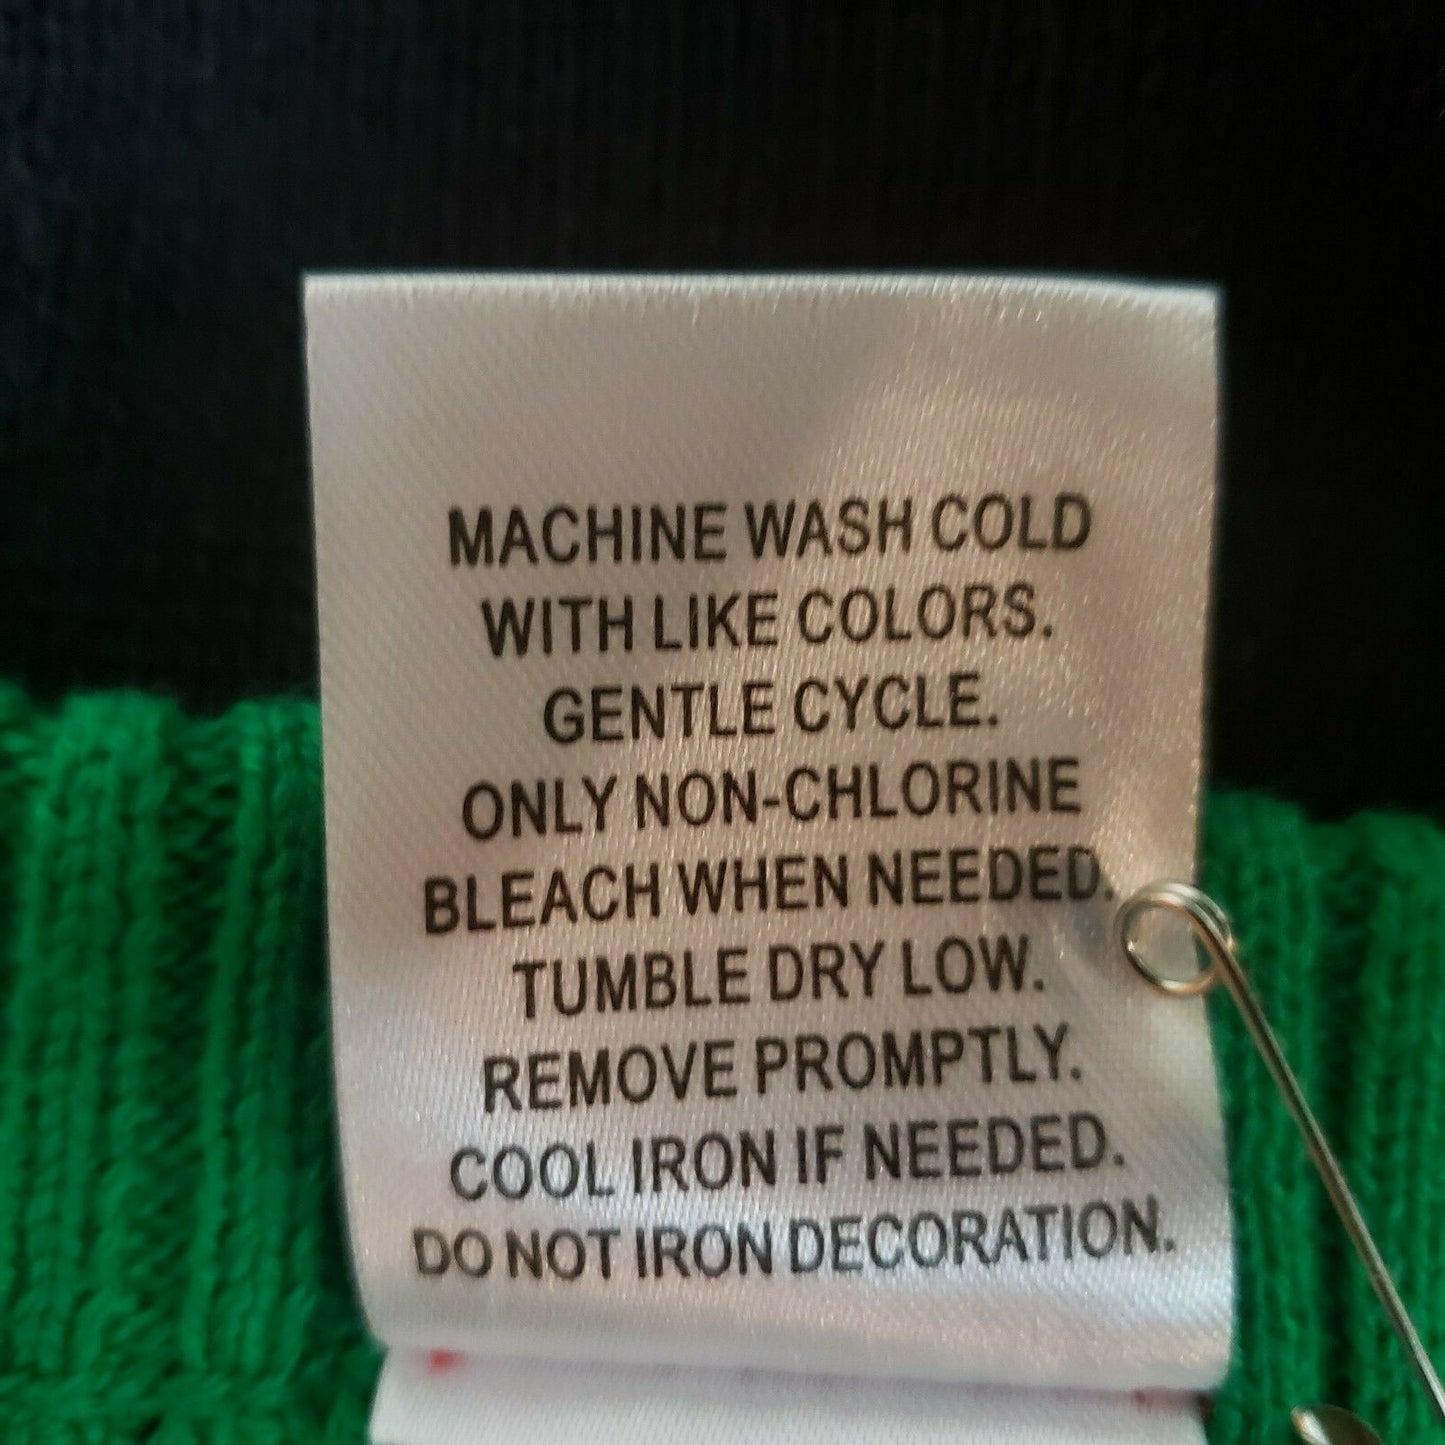 MACHINE WASH COLD
WITH LIKE COLORS.
GENTLE CYCLE.
ONLY NON-CHLORINE
BLEACH WHEN NEEDED.
TUMBLE DRY LOW.
REMOVE PROMPTLY.
COOL IRON IF NEEDED.
DO NOT IRON DECORATION.